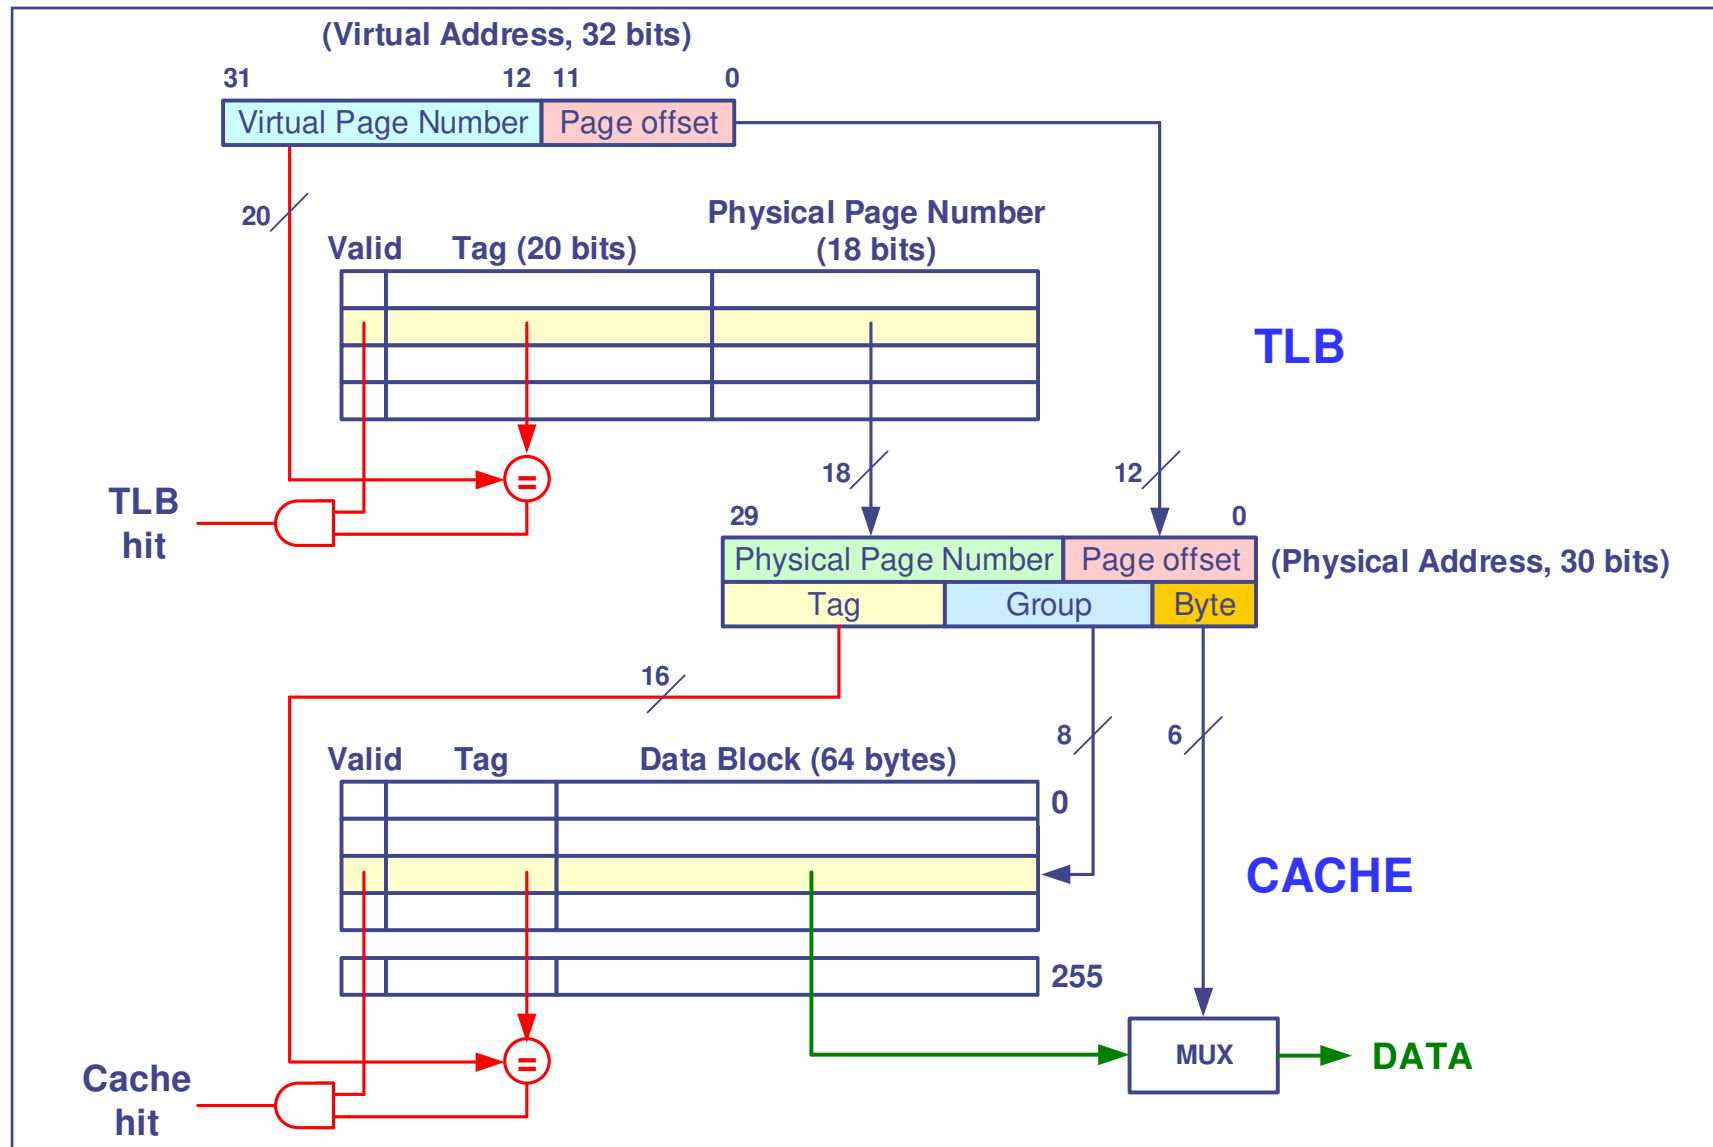 (Virtual Address, 32 bits)
31 12 11 0
Virtual Page Number Page offset
20
Physical Page Number
Valid Tag (20 bits) (18 bits)
TLB
=
18 12
TLB
hit
29 0
Physical Page Number Page offset (Physical Address, 30 bits)
Tag Group Byte
16
8 6
Valid Tag Data Block (64 bytes)
0
CACHE
255
=
MUX DATA
Cache
hit